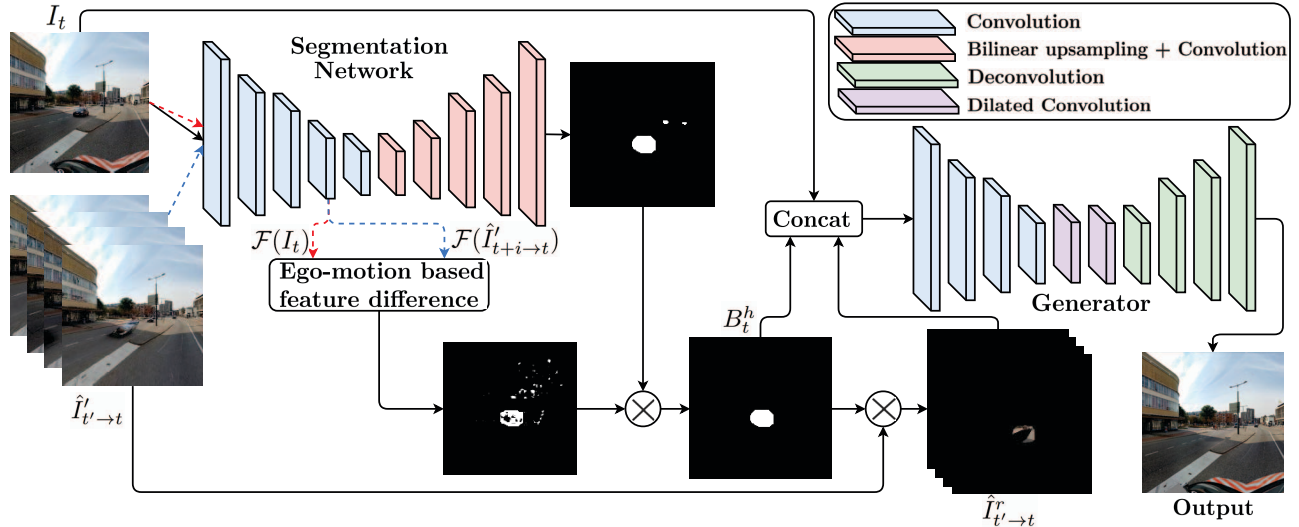 I_t
Segmentation
Network
Convolution
Bilinear upsampling + Convolution
Deconvolution
Dilated Convolution
F(I_t)
F(Î′_{t+i→t})
Concat
Ego-motion based
feature difference
Generator
B_t^h
Î′_{t′→t}
Î^r_{t′→t}
Output